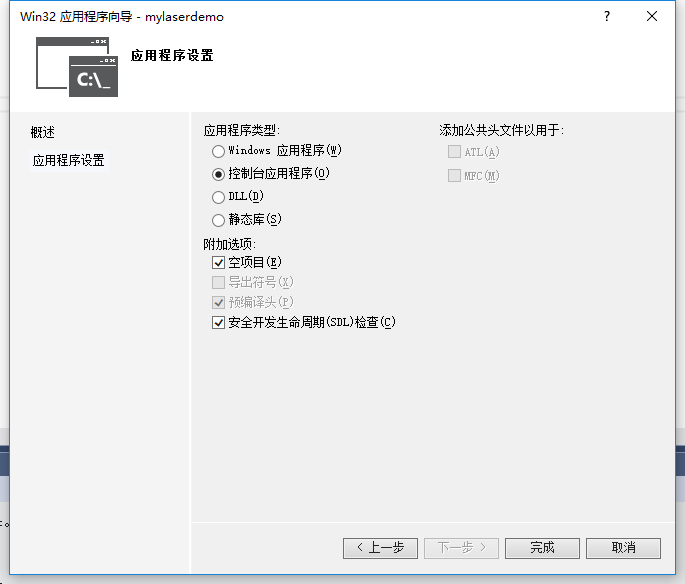 Win32 应用程序向导 - mylaserdemo
?
C:\_
应用程序设置
概述
应用程序设置
应用程序类型:
Windows 应用程序(W)
控制台应用程序(O)
DLL(D)
静态库(S)
附加选项:
空项目(E)
导出符号(X)
预编译头(P)
安全开发生命周期(SDL)检查(C)
添加公共头文件以用于:
ATL(A)
MFC(M)
< 上一步
下一步 >
完成
取消